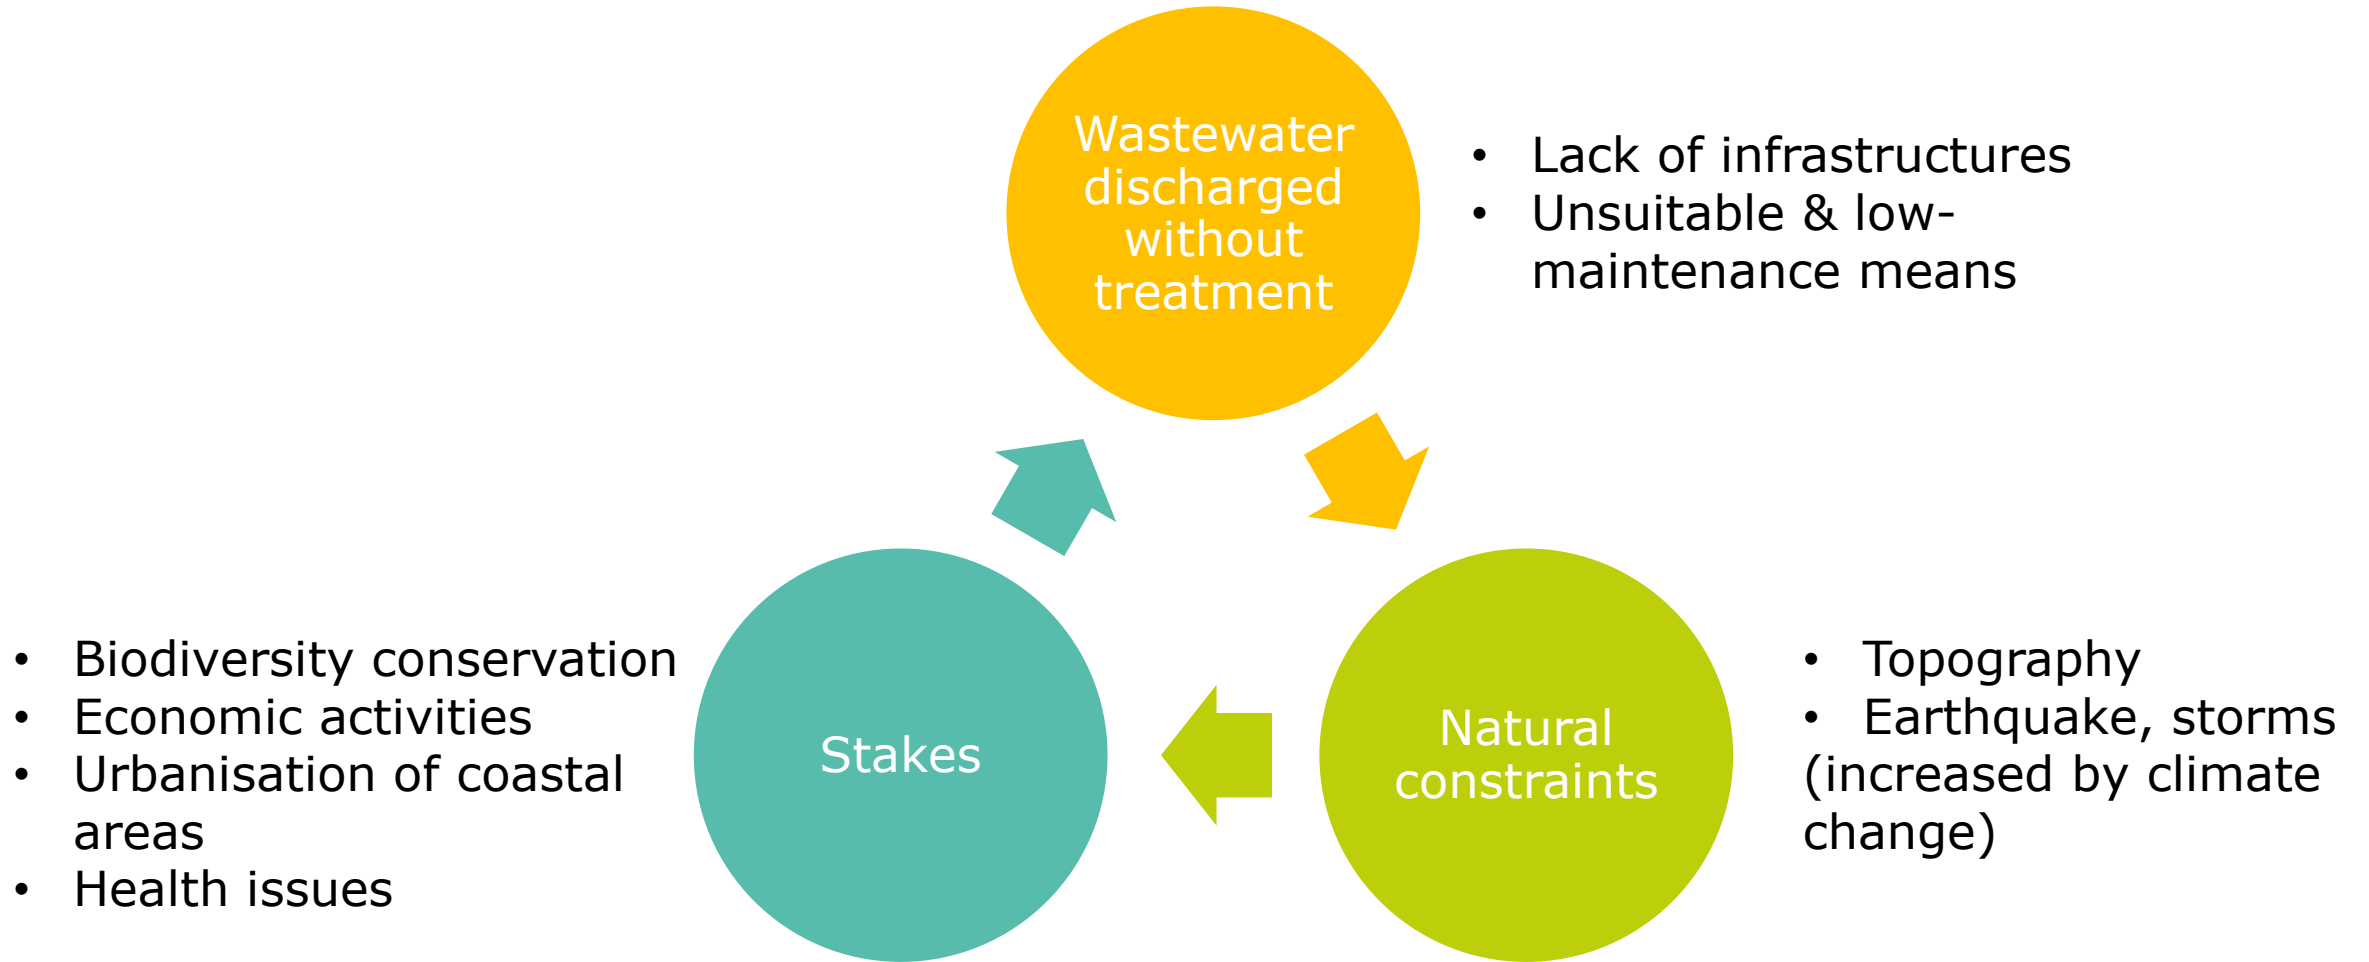 Wastewater
discharged
without
treatment
• Lack of infrastructures
• Unsuitable & low-
maintenance means
• Biodiversity conservation
• Economic activities
• Urbanisation of coastal
areas
• Health issues
Stakes
Natural
constraints
• Topography
• Earthquake, storms
(increased by climate
change)